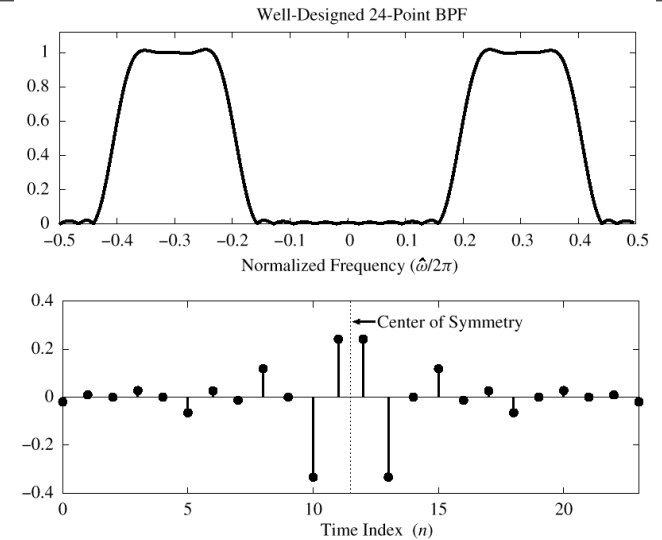 Well-Designed 24-Point BPF
1
0.8
0.6
0.4
0.2
0
−0.5 −0.4 −0.3 −0.2 −0.1 0 0.1 0.2 0.3 0.4 0.5
Normalized Frequency (ω̂/2π)
0.4
Center of Symmetry
0.2
0
−0.2
−0.4
0 5 10 15 20
Time Index (n)